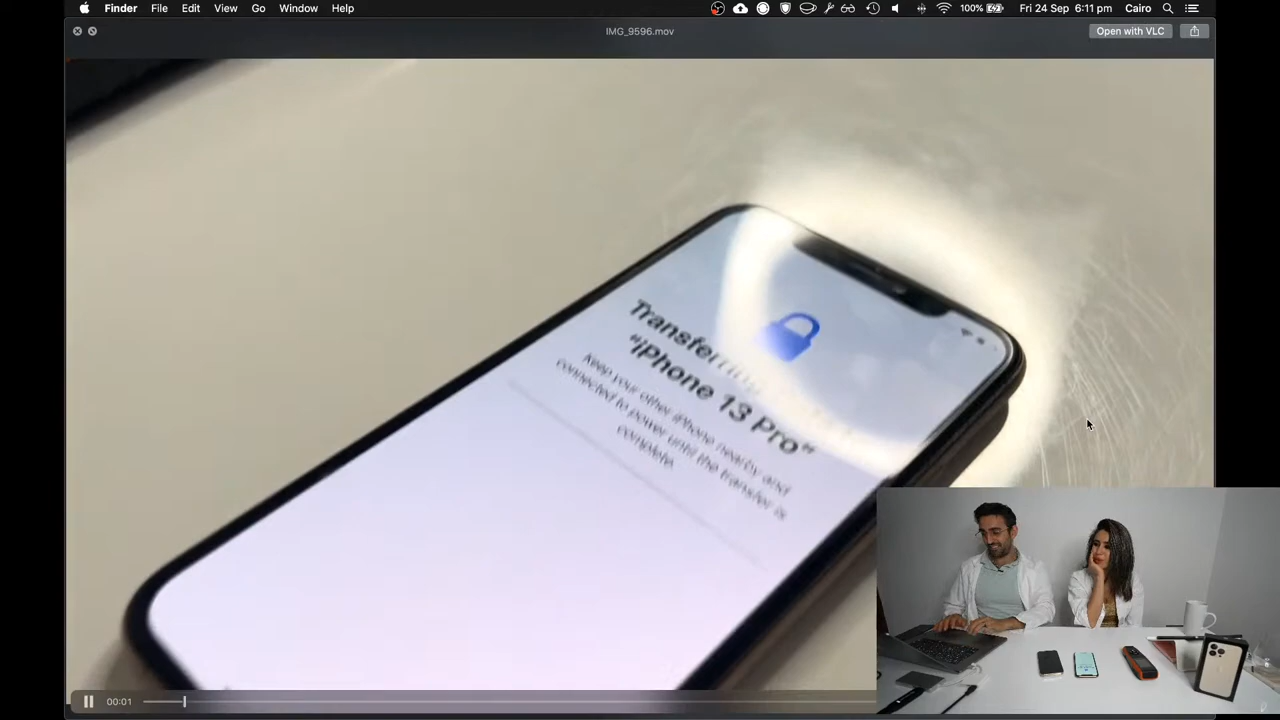 Finder File Edit View Go Window Help 100% Fri 24 Sep 6:11 pm Cairo
IMG_9596.mov
Open with VLC
Transferring
“iPhone 13 Pro”
Keep your other iPhone nearby and
connected to power until the transfer is
complete.
00:01